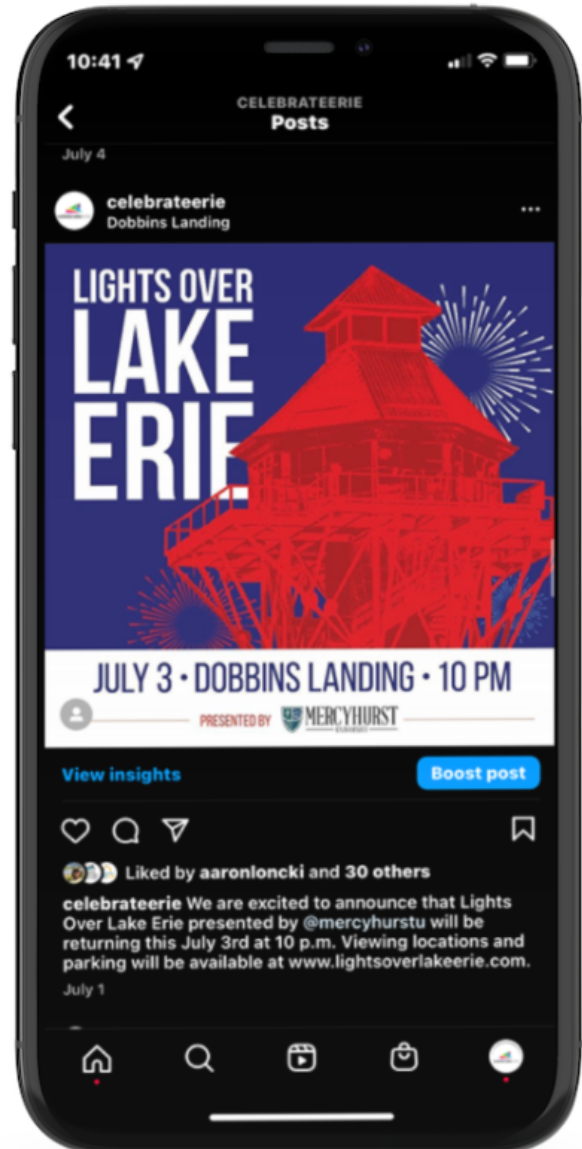 10:41
CELEBRATEERIE
Posts
July 4
celebrateerie
Dobbins Landing
LIGHTS OVER
LAKE
ERIE
JULY 3 • DOBBINS LANDING • 10 PM
PRESENTED BY MERCYHURST
UNIVERSITY
View insights
Boost post
Liked by aaronloncki and 30 others
celebrateerie We are excited to announce that Lights
Over Lake Erie presented by @mercyhurstu will be
returning this July 3rd at 10 p.m. Viewing locations and
parking will be available at www.lightsoverlakeerie.com.
July 1